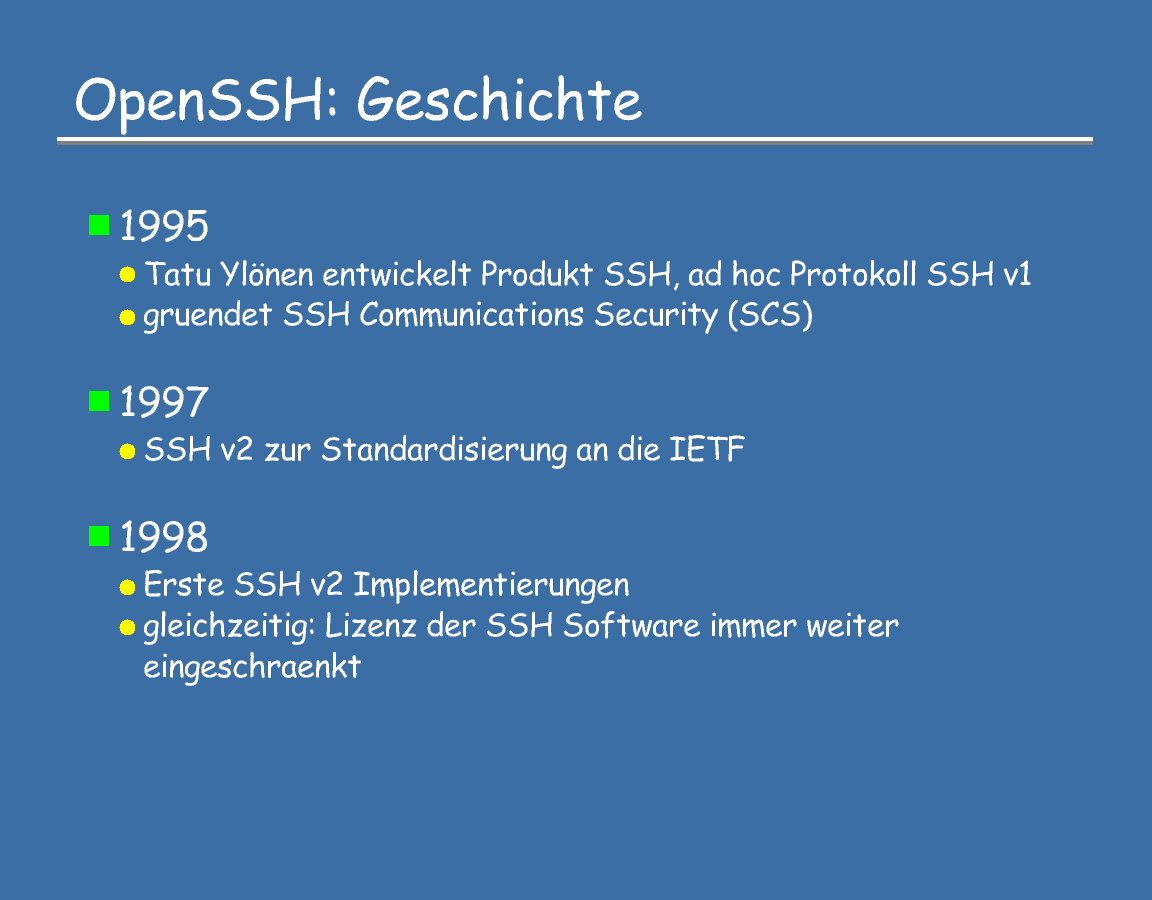 OpenSSH: Geschichte
1995
Tatu Ylönen entwickelt Produkt SSH, ad hoc Protokoll SSH v1
gruendet SSH Communications Security (SCS)
1997
SSH v2 zur Standardisierung an die IETF
1998
Erste SSH v2 Implementierungen
gleichzeitig: Lizenz der SSH Software immer weiter
eingeschraenkt